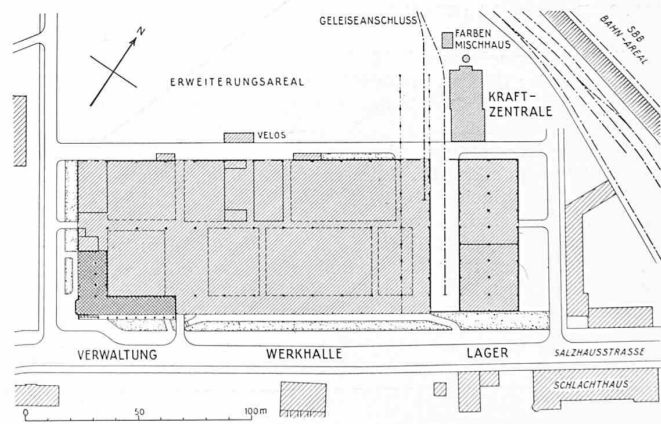 GELEISEANSCHLUSS
FARBEN
MISCHHAUS
SBB
BAHN-AREAL
N
ERWEITERUNGSAREAL
KRAFT-
ZENTRALE
VELOS
VERWALTUNG
WERKHALLE
LAGER
SALZHAUSSTRASSE
SCHLACHTHAUS
0 50 100m